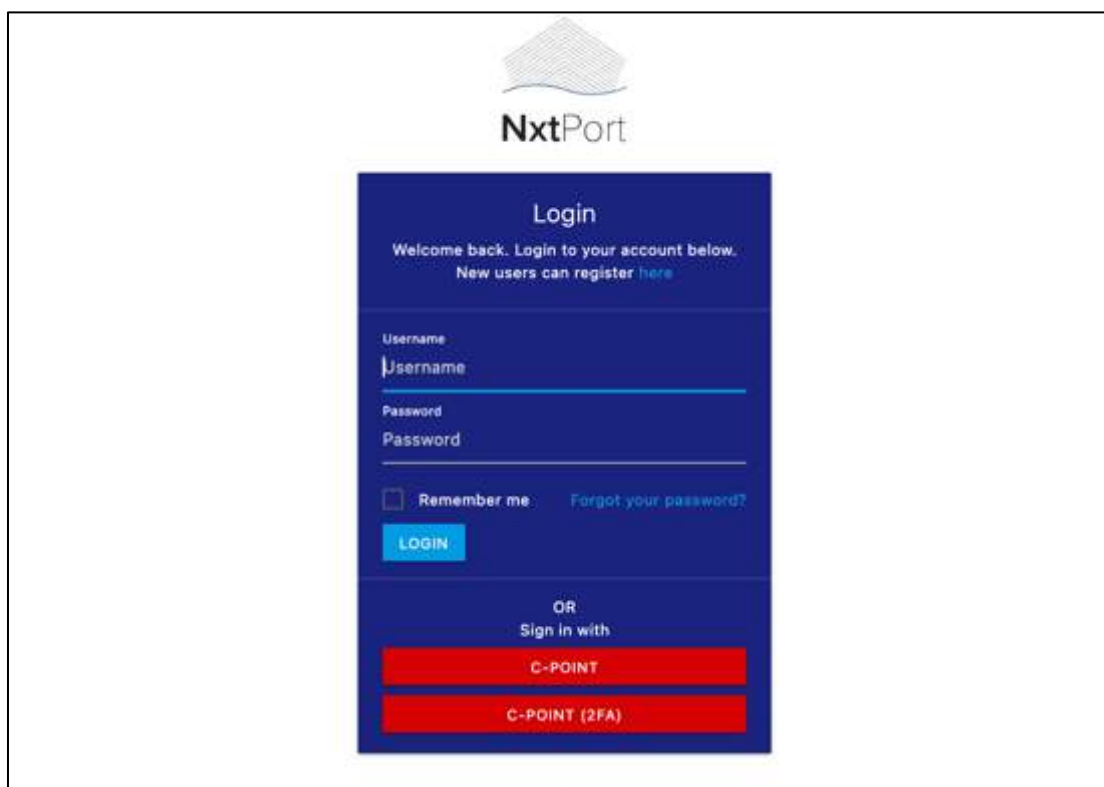 NxtPort
Login
Welcome back. Login to your account below.
New users can register here
Username
Username
Password
Password
Remember me Forgot your password?
LOGIN
OR
Sign in with
C-POINT
C-POINT (2FA)